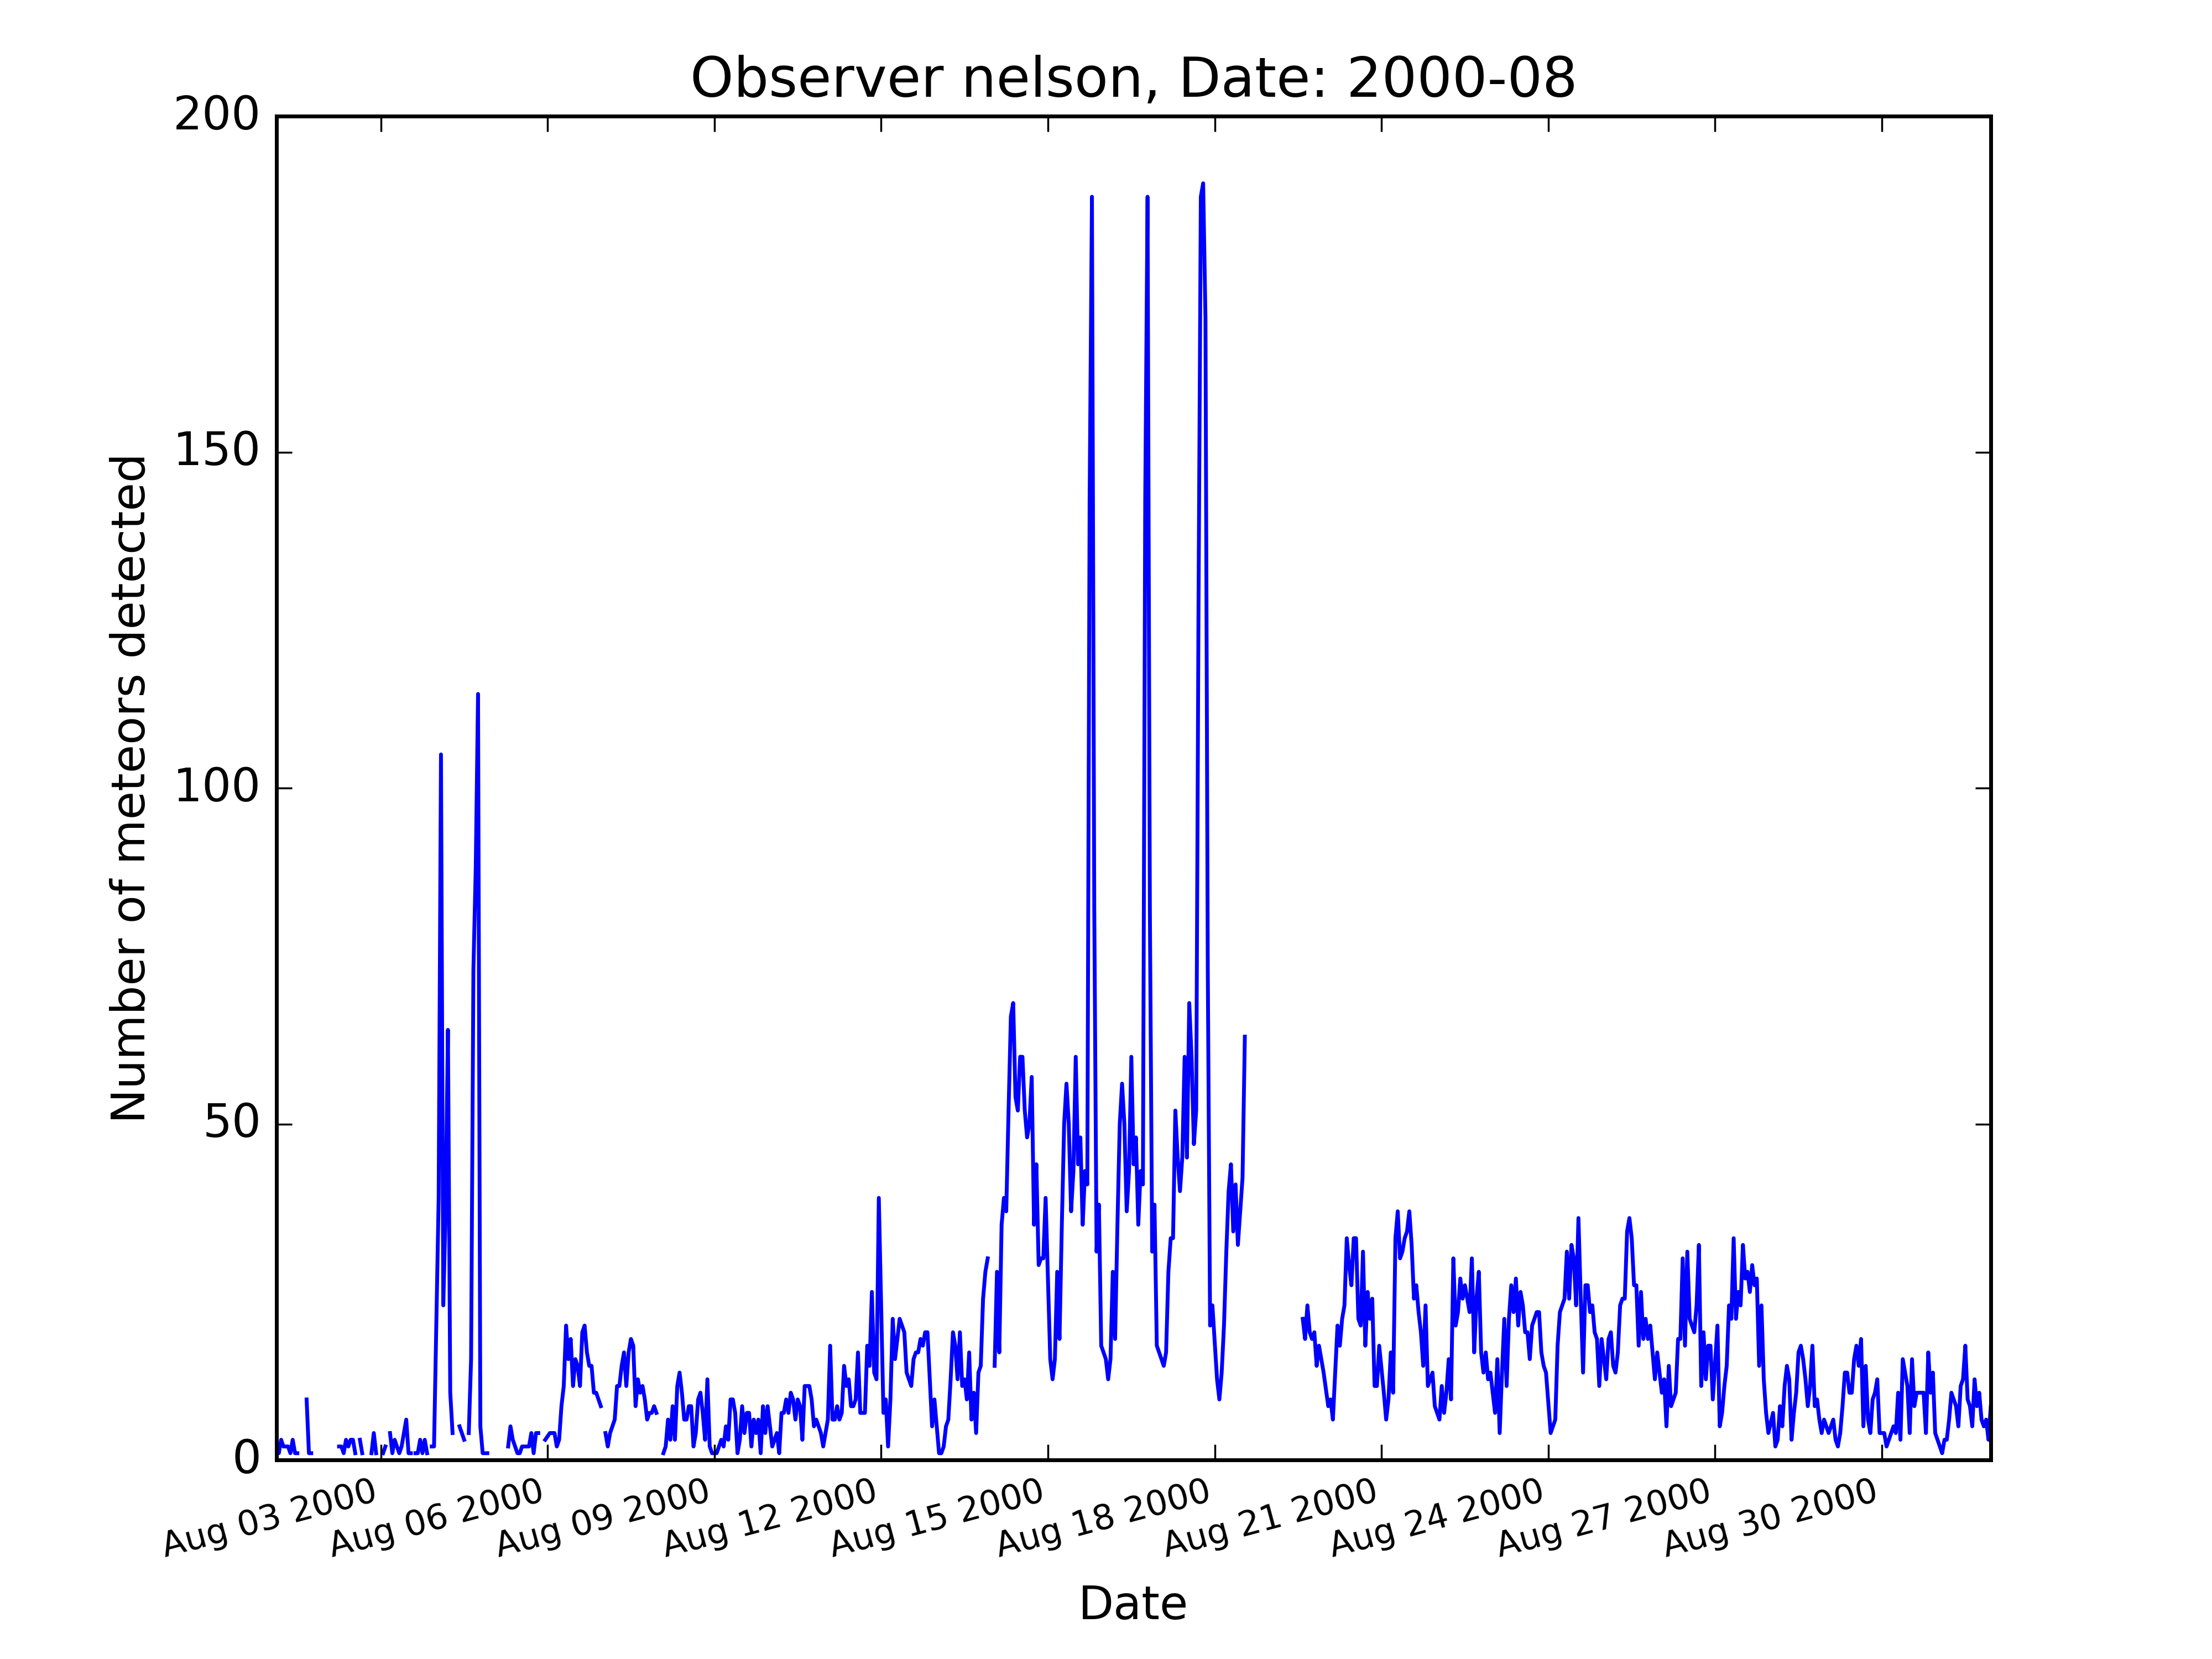 Observer nelson, Date: 2000-08
200
150
100
50
0
Number of meteors detected
Aug 03 2000
Aug 06 2000
Aug 09 2000
Aug 12 2000
Aug 15 2000
Aug 18 2000
Aug 21 2000
Aug 24 2000
Aug 27 2000
Aug 30 2000
Date